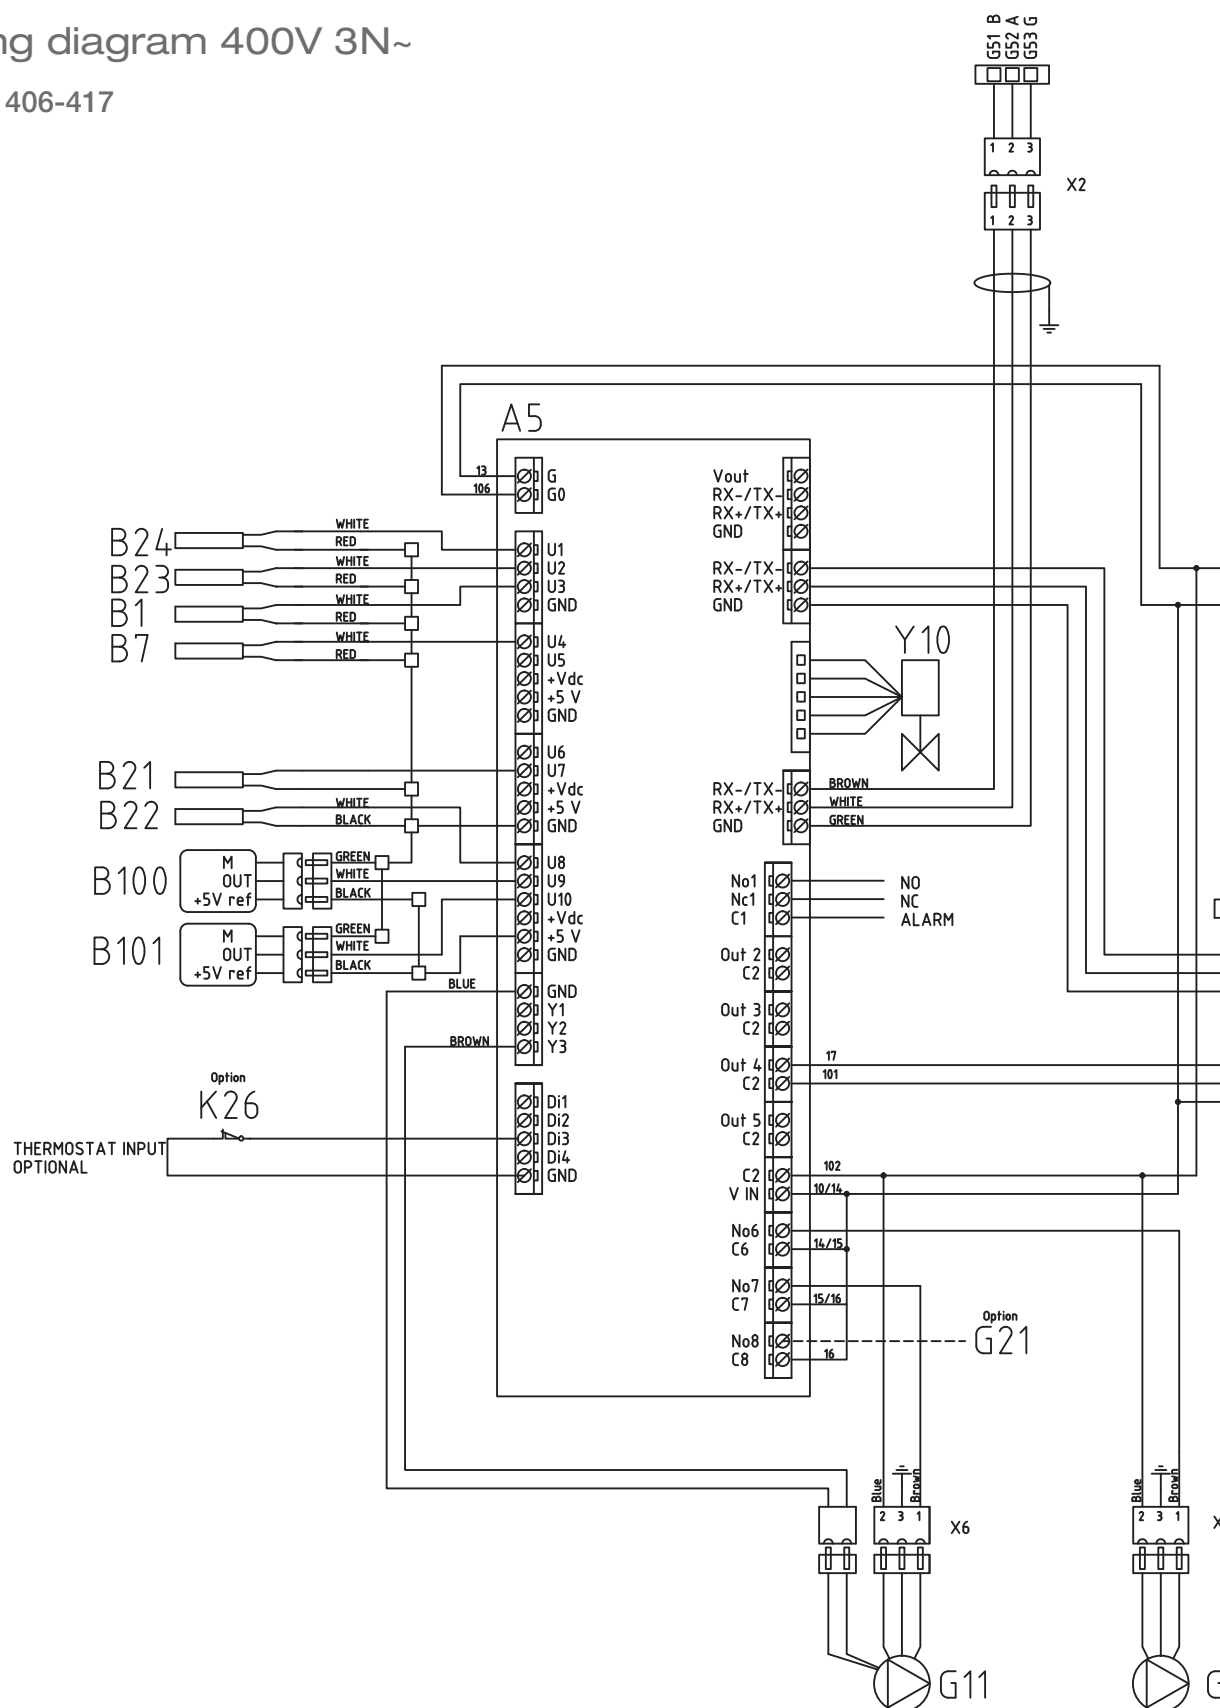 ng diagram 400V 3N~
406-417
G51 B
G52 A
G53 G
1 2 3
X2
1 2 3
A5
13
G
106
G0
Vout
RX-/TX-
RX+/TX+
GND
B24
WHITE
RED
U1
B23
WHITE
RED
U2
B1
WHITE
RED
U3
GND
B7
WHITE
RED
U4
U5
+Vdc
+5 V
GND
RX-/TX-
RX+/TX+
GND
Y10
U6
B21
U7
+Vdc
B22
WHITE
BLACK
+5 V
GND
RX-/TX-
BROWN
RX+/TX+
WHITE
GND
GREEN
B100
M
OUT
+5V ref
GREEN
WHITE
BLACK
U8
U9
U10
+Vdc
+5 V
GND
B101
M
OUT
+5V ref
GREEN
WHITE
BLACK
No1
NO
Nc1
NC
C1
ALARM
Out 2
C2
BLUE
GND
Y1
Y2
BROWN
Y3
Out 3
C2
Out 4
17
C2
101
Option
K26
THERMOSTAT INPUT
OPTIONAL
Di1
Di2
Di3
Di4
GND
Out 5
C2
C2
102
V IN
10/14
No6
C6
14/15
No7
C7
15/16
No8
C8
16
Option
G21
Blue
Brown
2 3 1
X6
Blue
Brown
2 3 1
X
G11
G